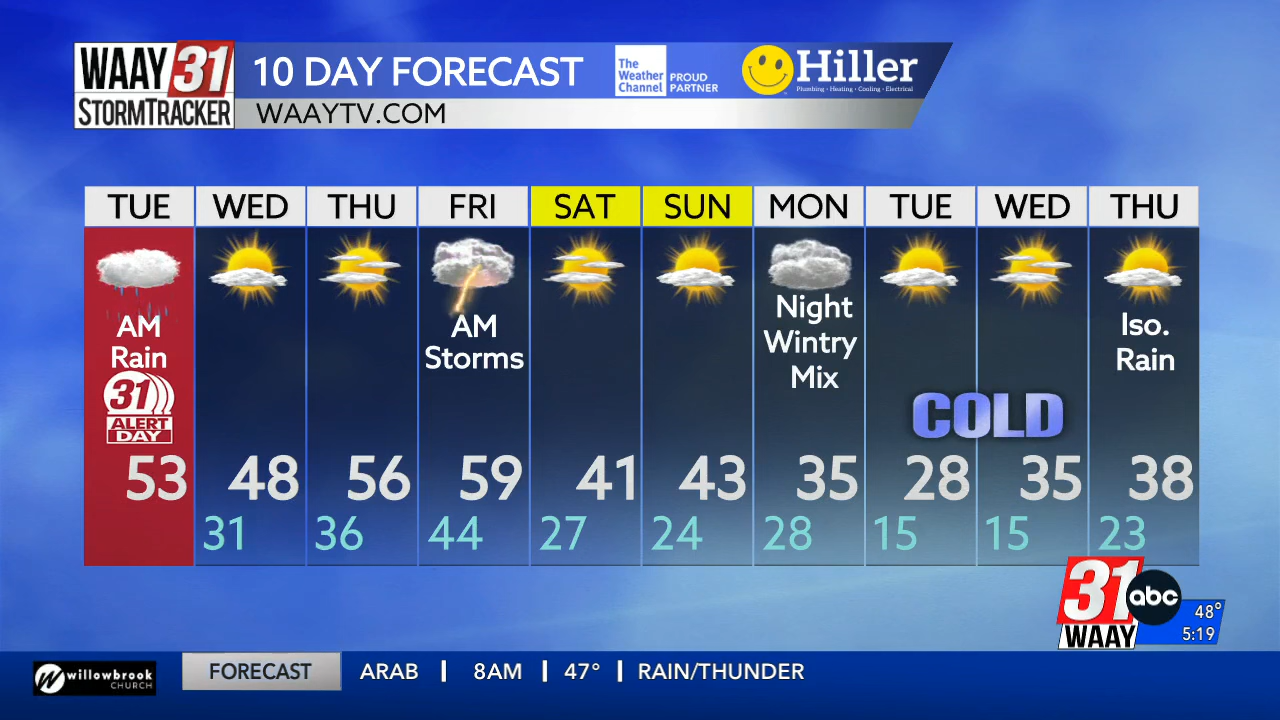 WAAY 31
STORMTRACKER
10 DAY FORECAST
WAAYTV.COM
The
Weather
Channel
PROUD
PARTNER
Hiller
Plumbing • Heating • Cooling • Electrical
TUE WED THU FRI SAT SUN MON TUE WED THU
AM
Rain
31
ALERT
DAY
AM
Storms
Night
Wintry
Mix
Iso.
Rain
COLD
53 48 56 59 41 43 35 28 35 38
31 36 44 27 24 28 15 15 23
31
abc
WAAY
48°
5:19
willowbrook
CHURCH
FORECAST
ARAB | 8AM | 47° | RAIN/THUNDER